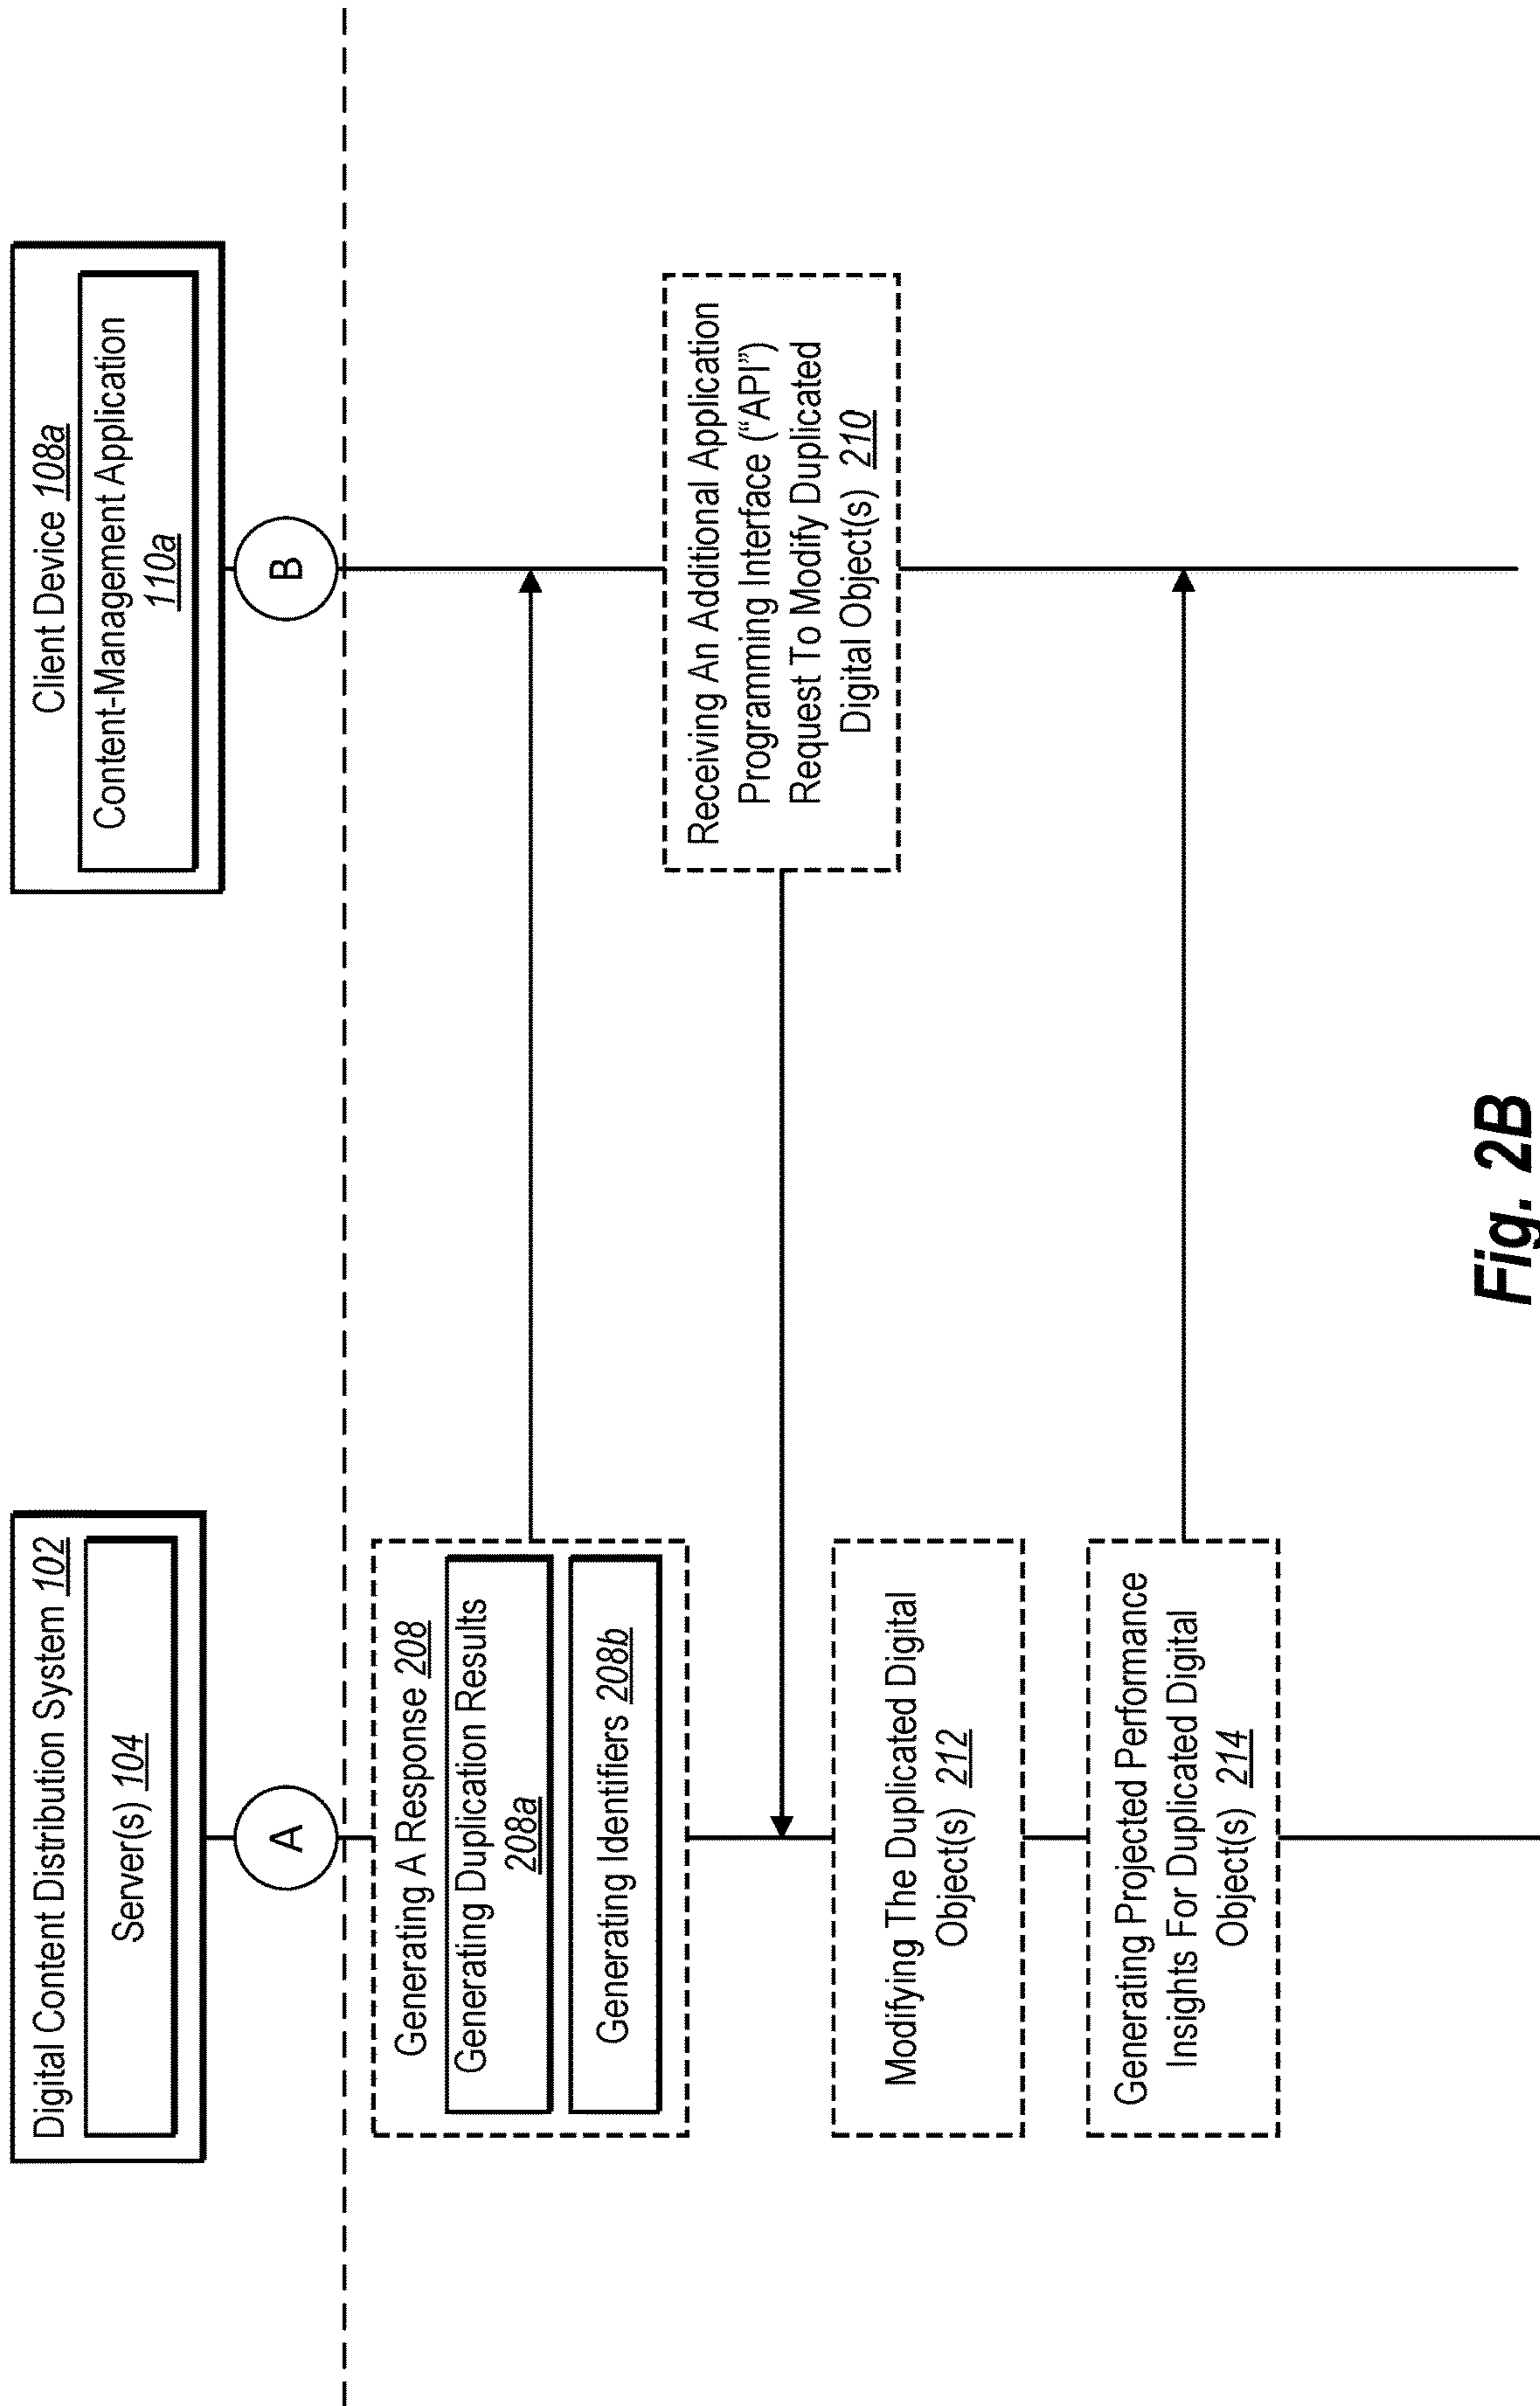 Digital Content Distribution System 102
Server(s) 104
Client Device 108a
Content-Management Application
110a
A
B
Generating A Response 208
Generating Duplication Results
208a
Generating Identifiers 208b
Receiving An Additional Application
Programming Interface (“API”)
Request To Modify Duplicated
Digital Object(s) 210
Modifying The Duplicated Digital
Object(s) 212
Generating Projected Performance
Insights For Duplicated Digital
Object(s) 214
Fig. 2B